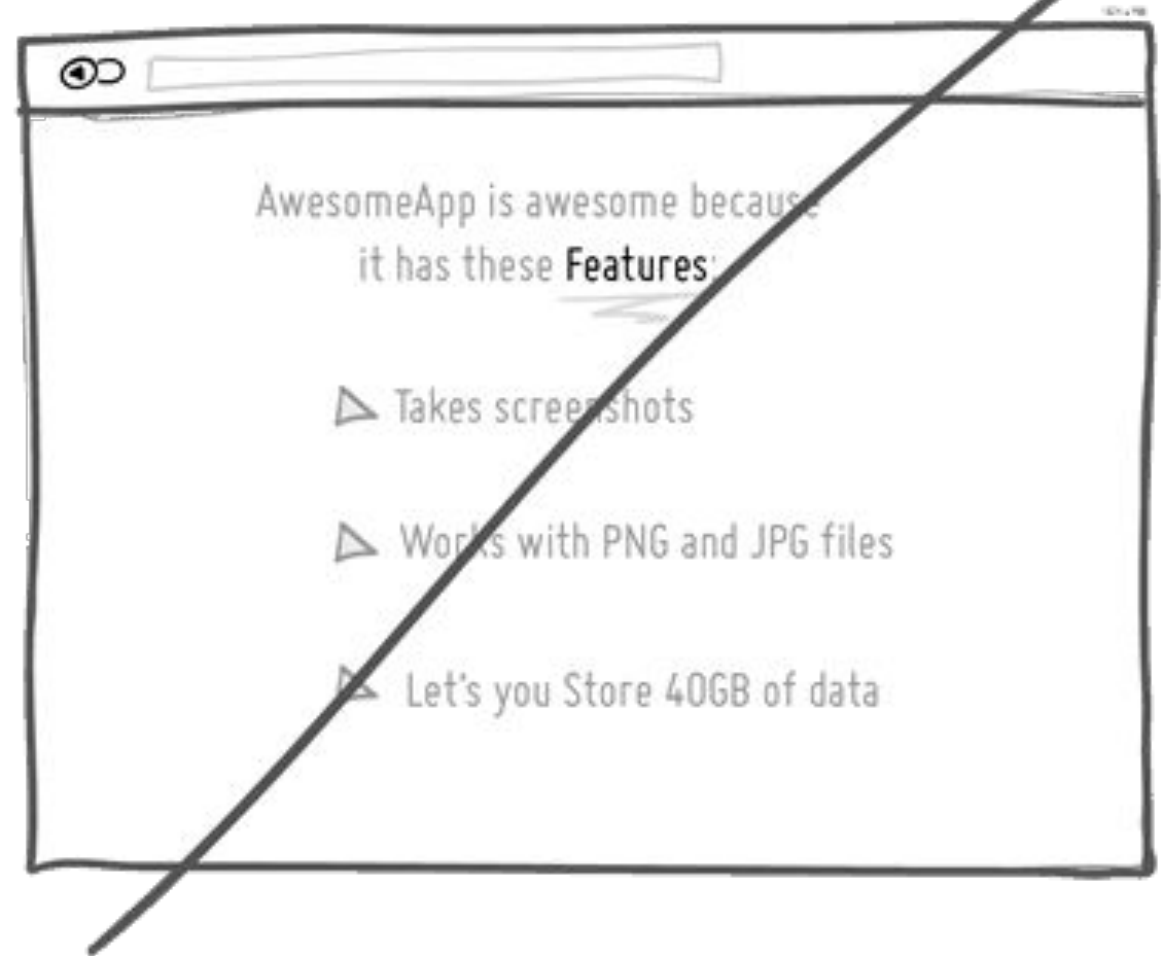 AwesomeApp is awesome because
it has these Features:
Takes screenshots
Works with PNG and JPG files
Let's you Store 40GB of data